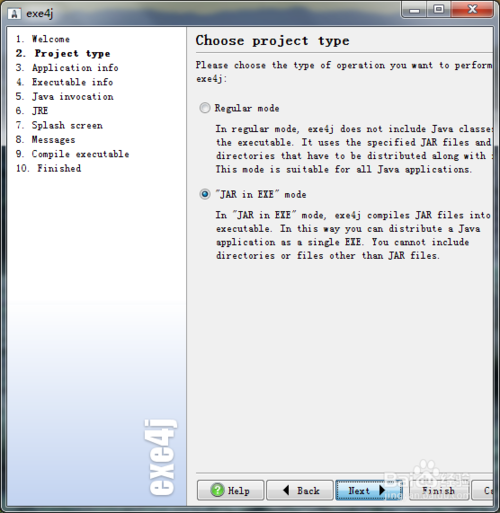 exe4j
1. Welcome
2. Project type
3. Application info
4. Executable info
5. Java invocation
6. JRE
7. Splash screen
8. Messages
9. Compile executable
10. Finished
exe4j
Choose project type
Please choose the type of operation you want to perform
exe4j:
Regular mode
In regular mode, exe4j does not include Java classe
the executable. It uses the specified JAR files and
directories that have to be distributed along with
This mode is suitable for all Java applications.
"JAR in EXE" mode
In "JAR in EXE" mode, exe4j compiles JAR files into
executable. In this way you can distribute a Java
application as a single EXE. You cannot include
directories or files other than JAR files.
Help
Back
Next
Finish
Bai 经验